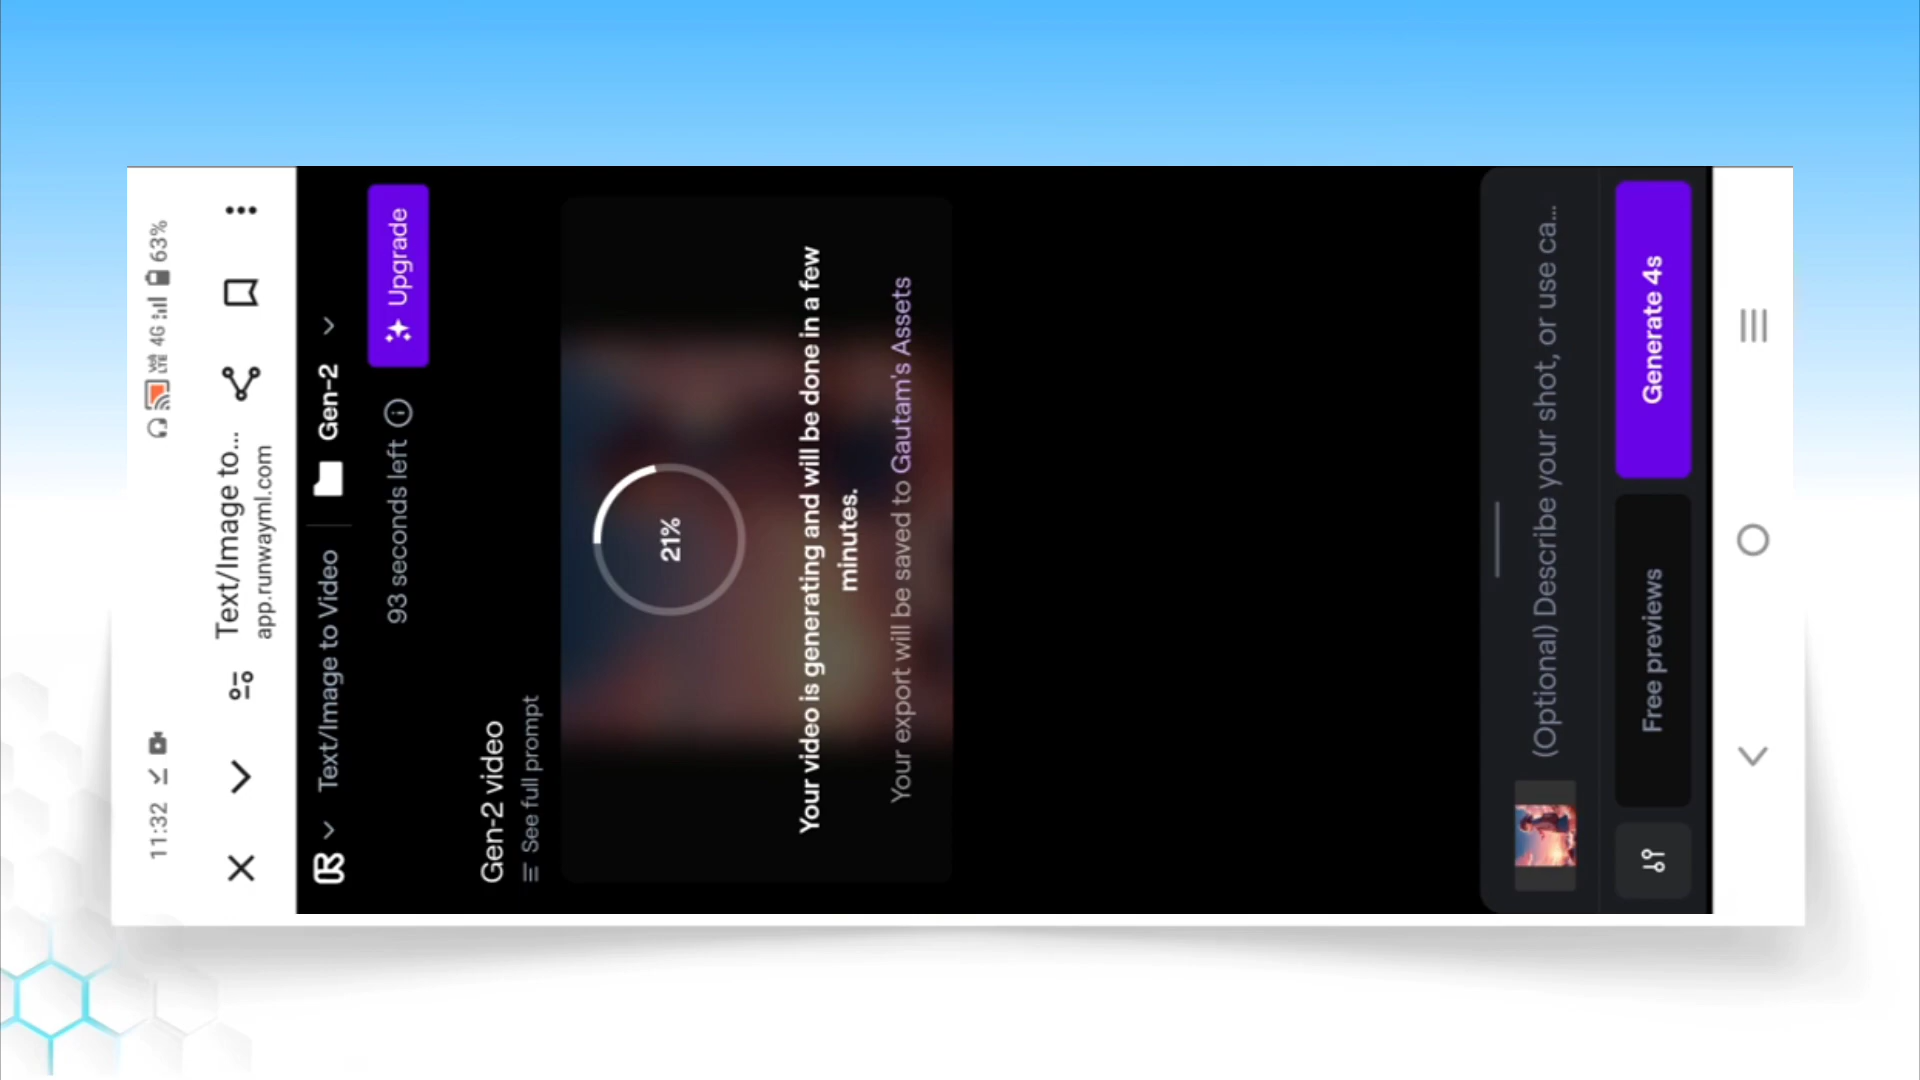 11:32 VoLTE 4G 63%
Text/Image to...
app.runwayml.com
Text/Image to Video Gen-2
93 seconds left Upgrade
Gen-2 video
See full prompt
21%
Your video is generating and will be done in a few
minutes.
Your export will be saved to Gautam's Assets
(Optional) Describe your shot, or use ca...
Free previews Generate 4s